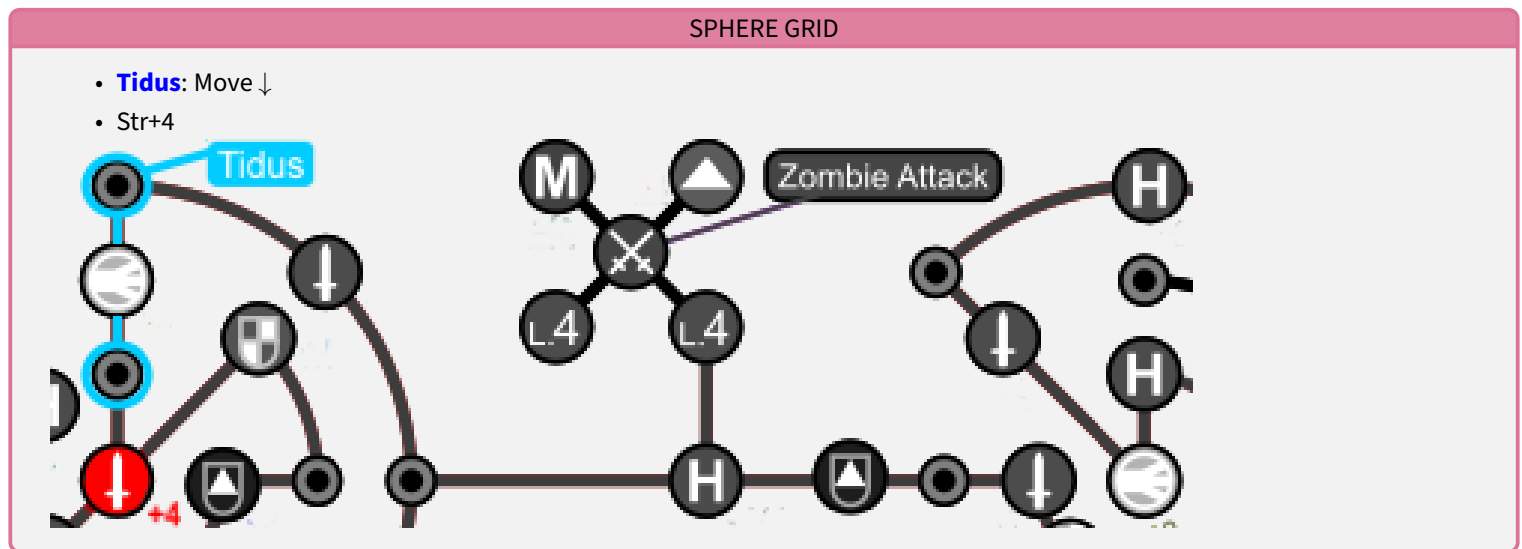 SPHERE GRID
• Tidus: Move ↓
• Str+4
Tidus
M
Zombie Attack
H
L.4
L.4
H
H
+4